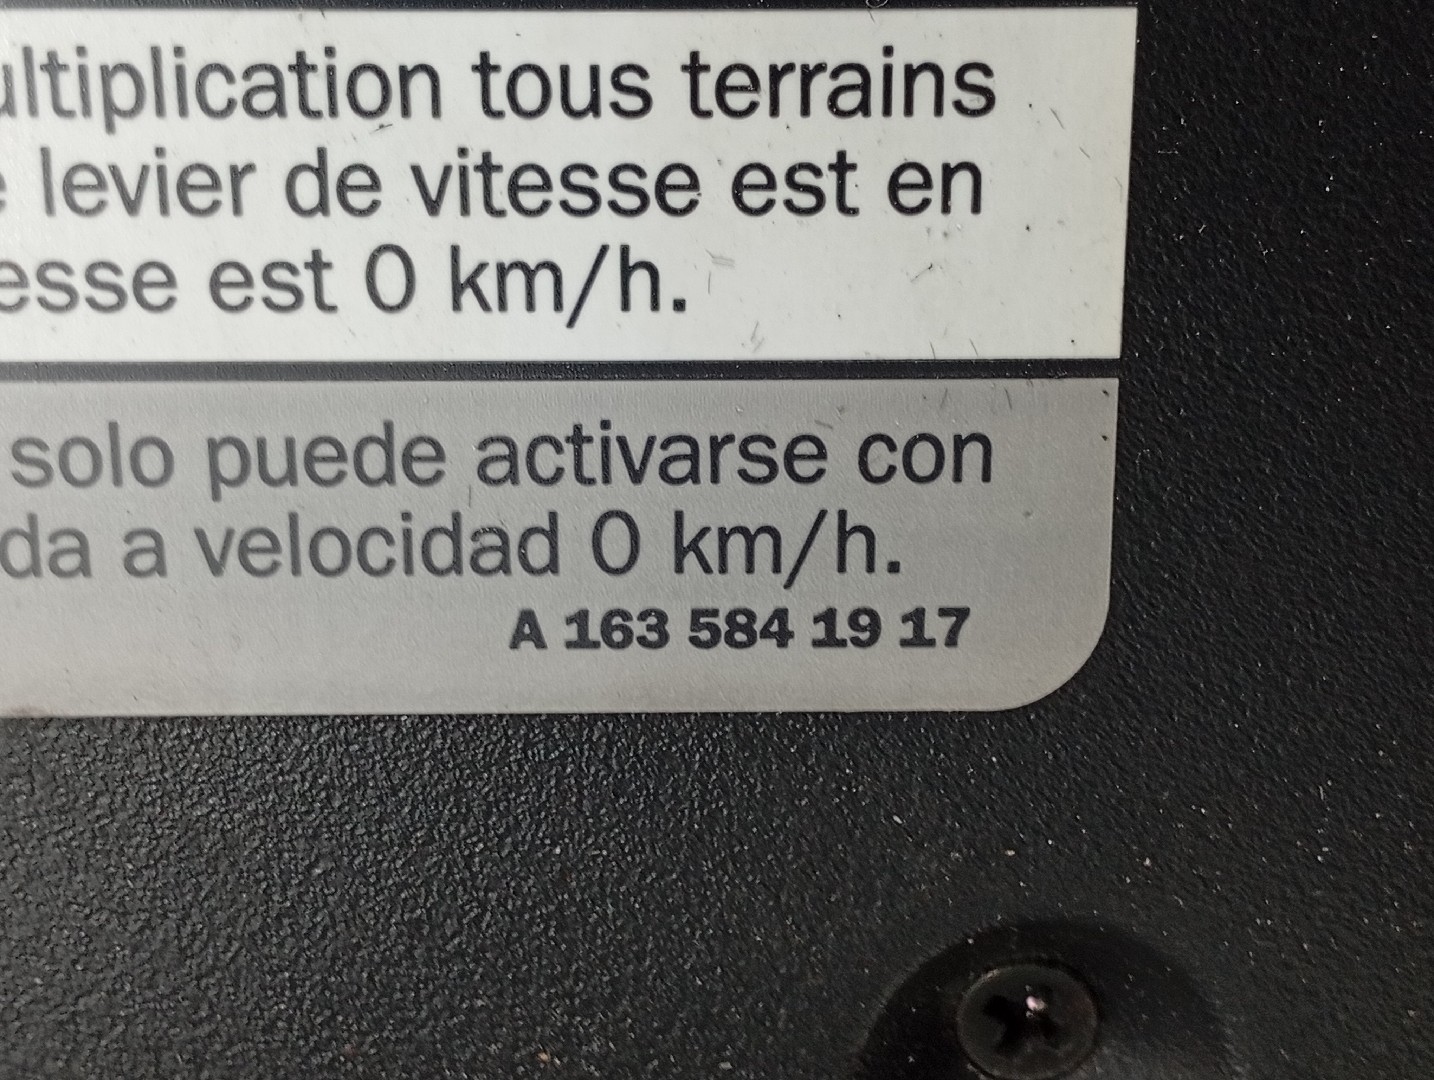 ultiplication tous terrains
levier de vitesse est en
esse est 0 km/h.
solo puede activarse con
da a velocidad 0 km/h.
A 163 584 19 17